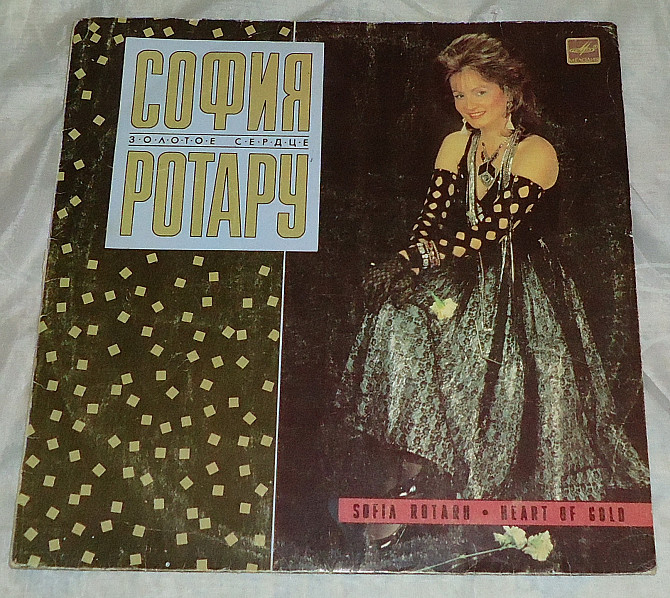 СОФИЯ
ЗОЛОТОЕ СЕРДЦЕ
РОТАРУ
SOFIA ROTARU • HEART OF GOLD